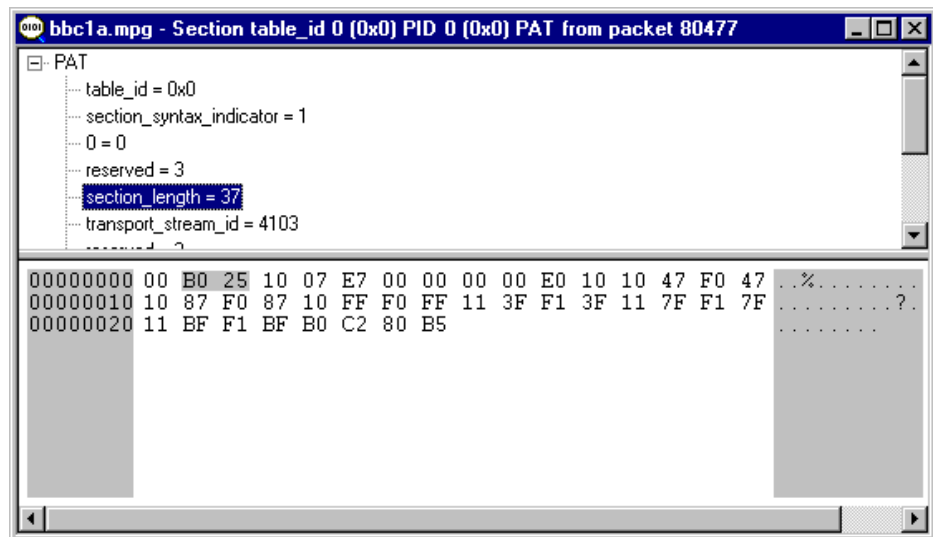 bbc1a.mpg - Section table_id 0 (0x0) PID 0 (0x0) PAT from packet 80477
PAT
table_id = 0x0
section_syntax_indicator = 1
0 = 0
reserved = 3
section_length = 37
transport_stream_id = 4103
00000000 00 B0 25 10 07 E7 00 00 00 00 E0 10 10 47 F0 47 ..%........
00000010 10 87 F0 87 10 FF F0 FF 11 3F F1 3F 11 7F F1 7F .........?.
00000020 11 BF F1 BF B0 C2 80 B5 ........